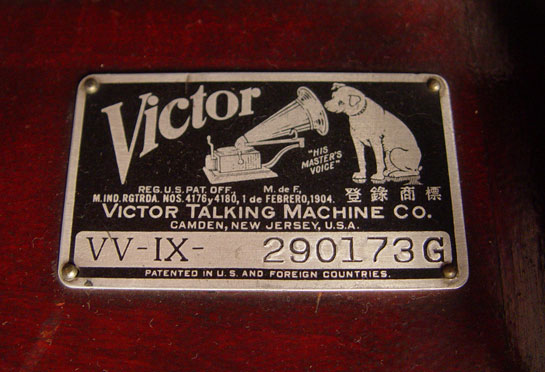 Victor
"HIS
MASTER'S
VOICE"
REG. U.S. PAT. OFF. M. de F.
M. IND. RGTRDA. NOS. 4176 y 4180, 1 de FEBRERO, 1904. 登錄商標
VICTOR TALKING MACHINE CO.
CAMDEN, NEW JERSEY, U.S.A.
VV-IX- 290173 G
PATENTED IN U.S. AND FOREIGN COUNTRIES.